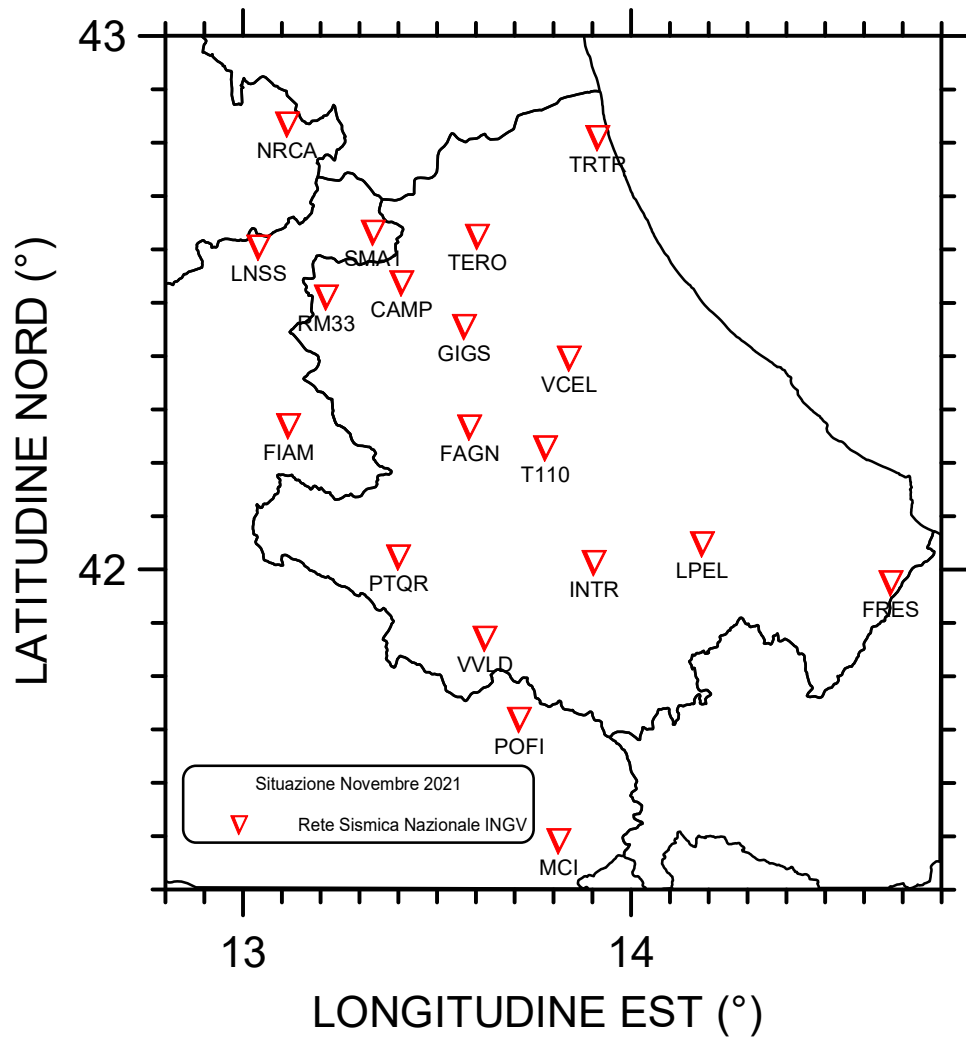 43
NRCA
TRTR
LNSS
SMA1
TERO
RM33
CAMP
GIGS
VCEL
FIAM
FAGN
T110
42
PTQR
INTR
LPEL
FRES
VVLD
POFI
Situazione Novembre 2021
Rete Sismica Nazionale INGV
MCI
13
14
LONGITUDINE EST (°)
LATITUDINE NORD (°)